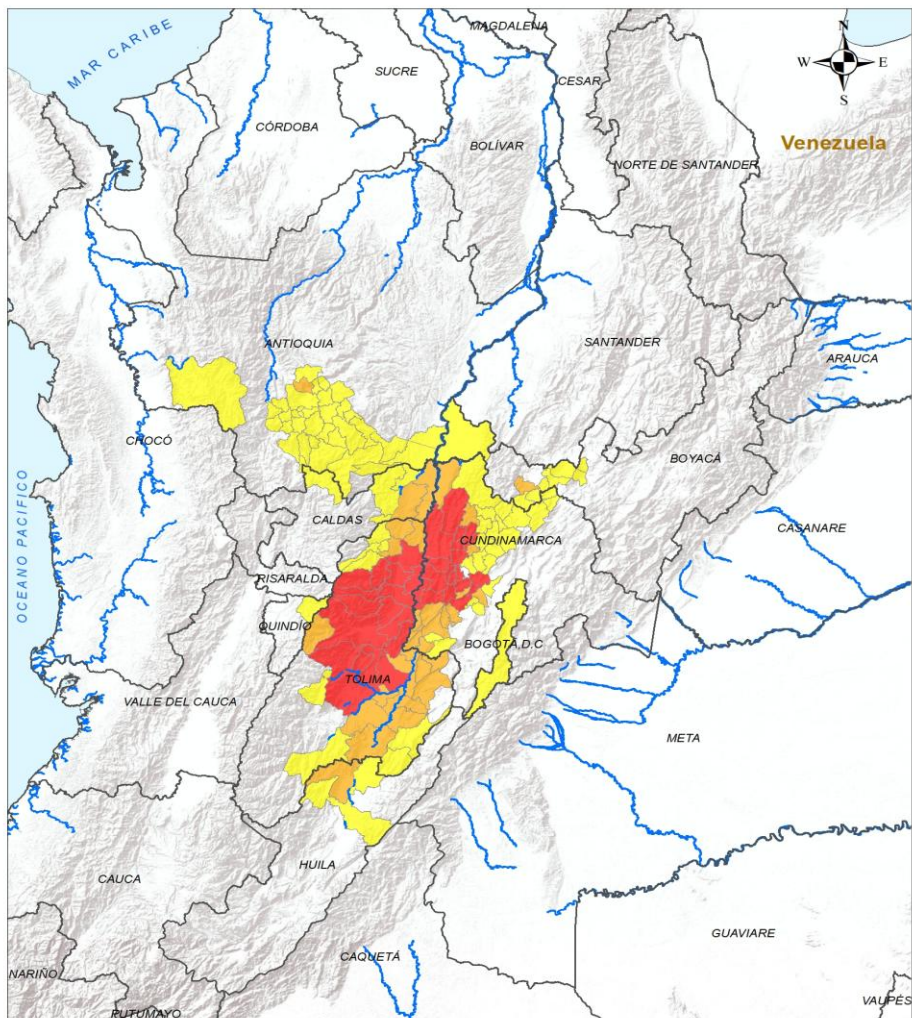 MAGDALENA
MAR CARIBE
N
W
E
S
SUCRE
CESAR
CÓRDOBA
BOLÍVAR
Venezuela
NORTE DE SANTANDER
ANTIOQUIA
SANTANDER
ARAUCA
CHOCÓ
BOYACA
OCEANO PACIFICO
CALDAS
CASANARE
CUNDINAMARCA
RISARALDA
QUINDÍO
BOGOTÁ,D.C
TOLIMA
VALLE DEL CAUCA
META
HUILA
CAUCA
GUAVIARE
CAQUETÁ
NARIÑO
VAUPÉS
PUTUMAYO